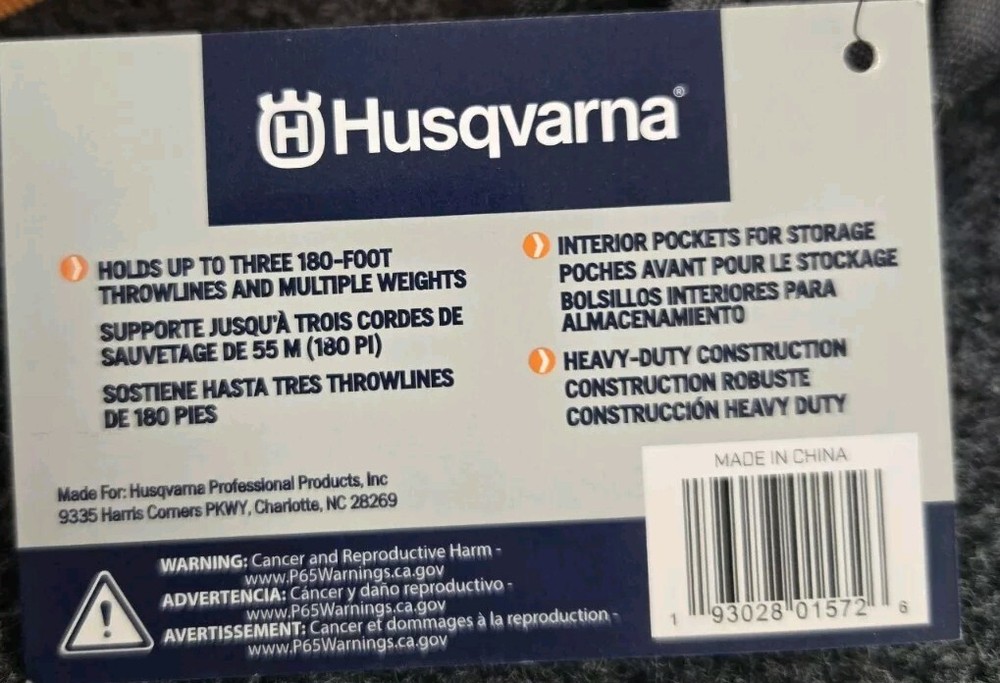 Husqvarna®
HOLDS UP TO THREE 180-FOOT
THROWLINES AND MULTIPLE WEIGHTS
SUPPORTE JUSQU'À TROIS CORDES DE
SAUVETAGE DE 55 M (180 PI)
SOSTIENE HASTA TRES THROWLINES
DE 180 PIES
INTERIOR POCKETS FOR STORAGE
POCHES AVANT POUR LE STOCKAGE
BOLSILLOS INTERIORES PARA
ALMACENAMIENTO
HEAVY-DUTY CONSTRUCTION
CONSTRUCTION ROBUSTE
CONSTRUCCIÓN HEAVY DUTY
Made For: Husqvarna Professional Products, Inc
9335 Harris Corners PKWY, Charlotte, NC 28269
WARNING: Cancer and Reproductive Harm -
www.P65Warnings.ca.gov
ADVERTENCIA: Cáncer y daño reproductivo -
www.P65Warnings.ca.gov
AVERTISSEMENT: Cancer et dommages à la reproduction -
www.P65Warnings.ca.gov
MADE IN CHINA
1 93028 01572 6